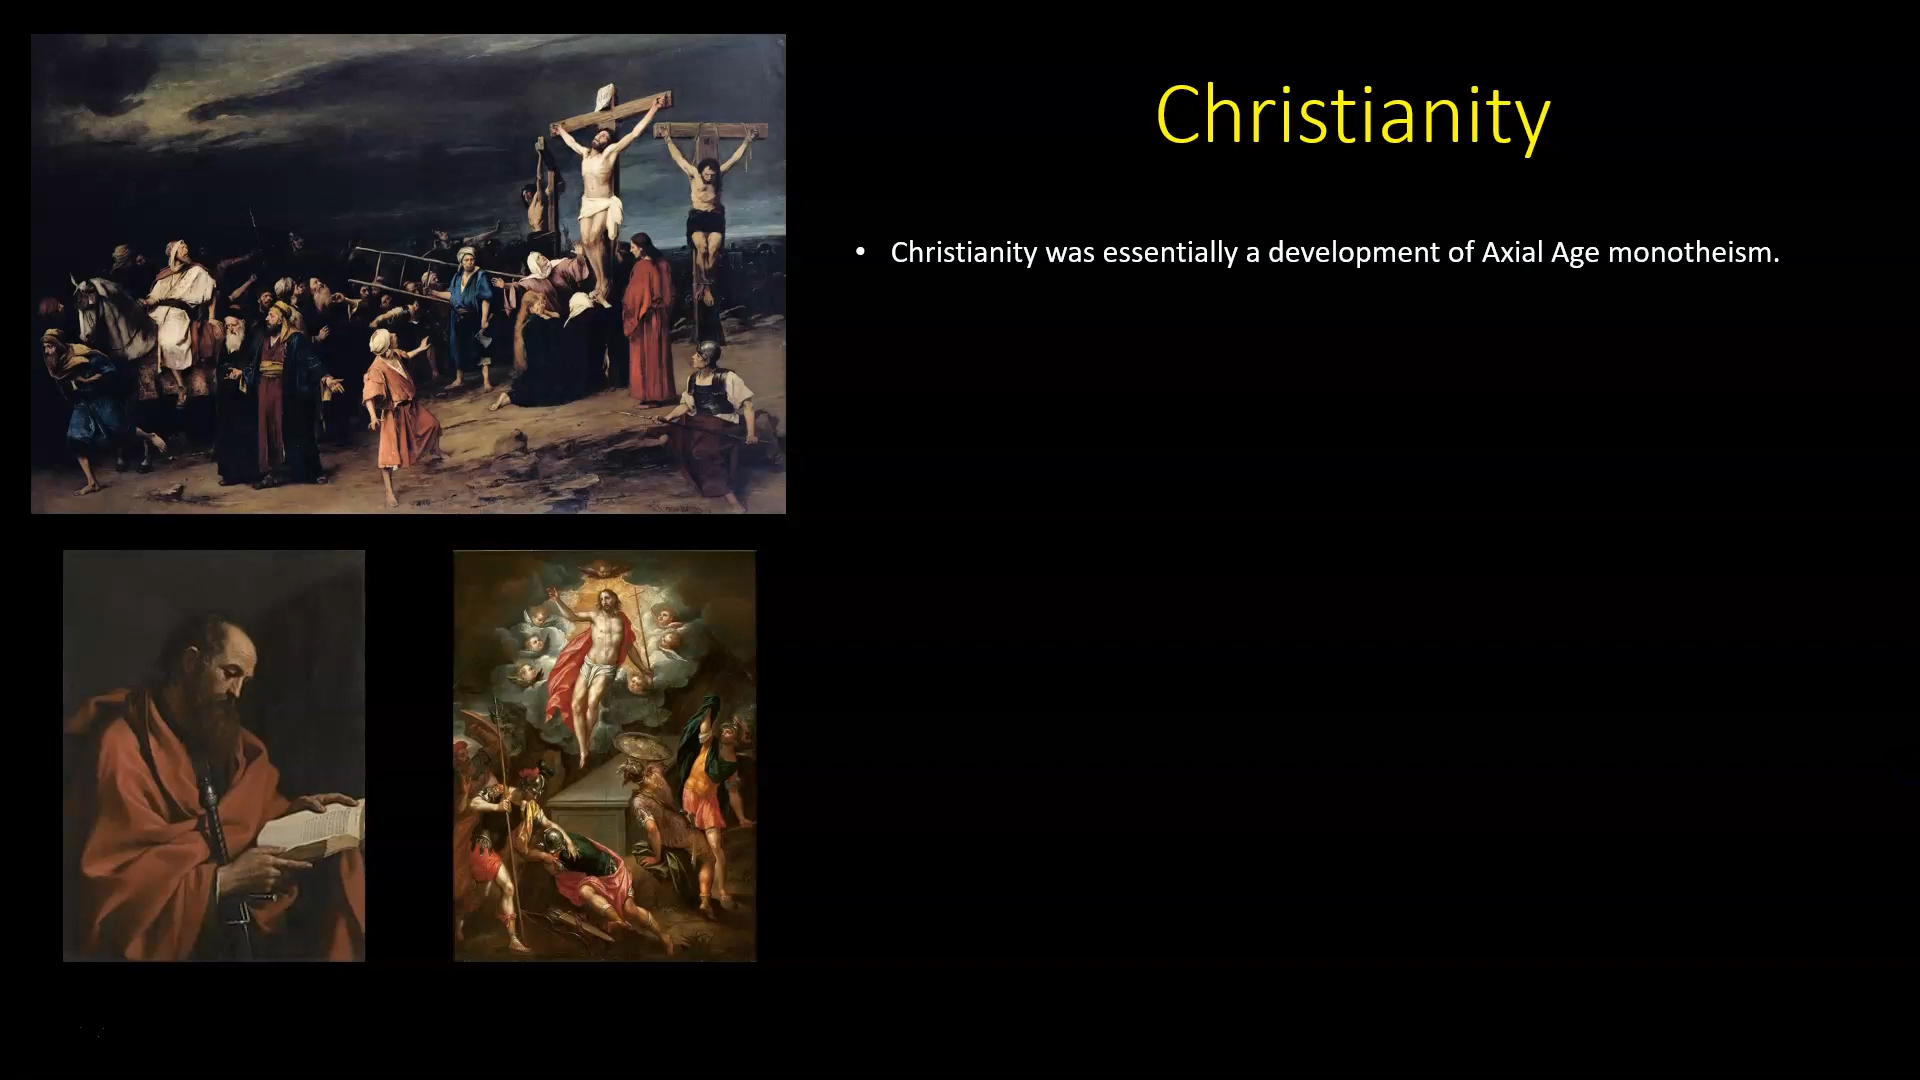 Christianity
• Christianity was essentially a development of Axial Age monotheism.